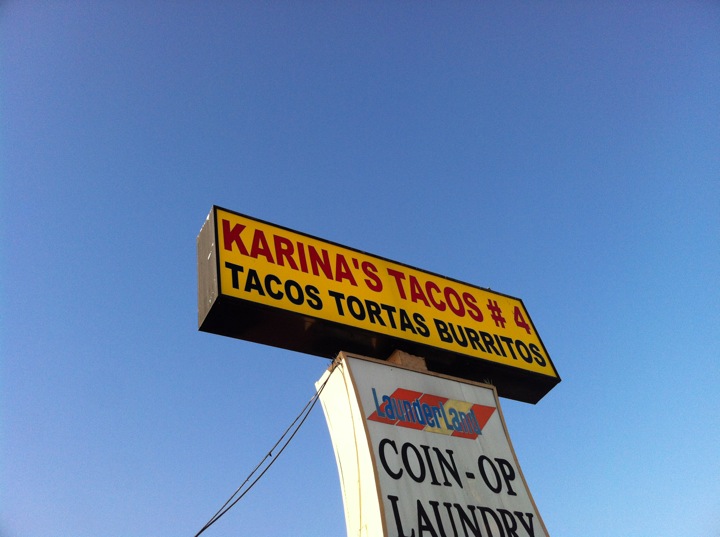 KARINA'S TACOS # 4
TACOS TORTAS BURRITOS
LaunderLand
COIN-OP
LAUNDRY